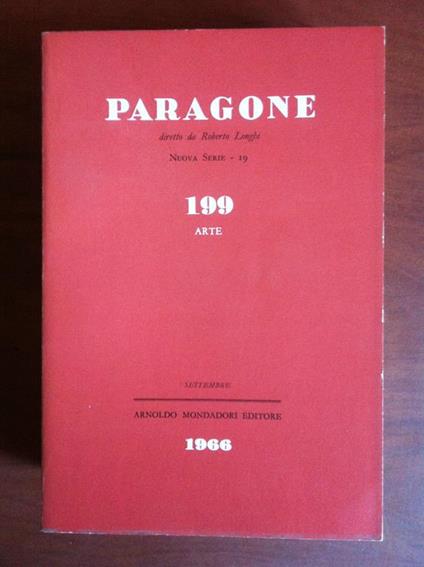 PARAGONE
diretto da Roberto Longhi
Nuova Serie - 19
199
ARTE
SETTEMBRE
ARNOLDO MONDADORI EDITORE
1966